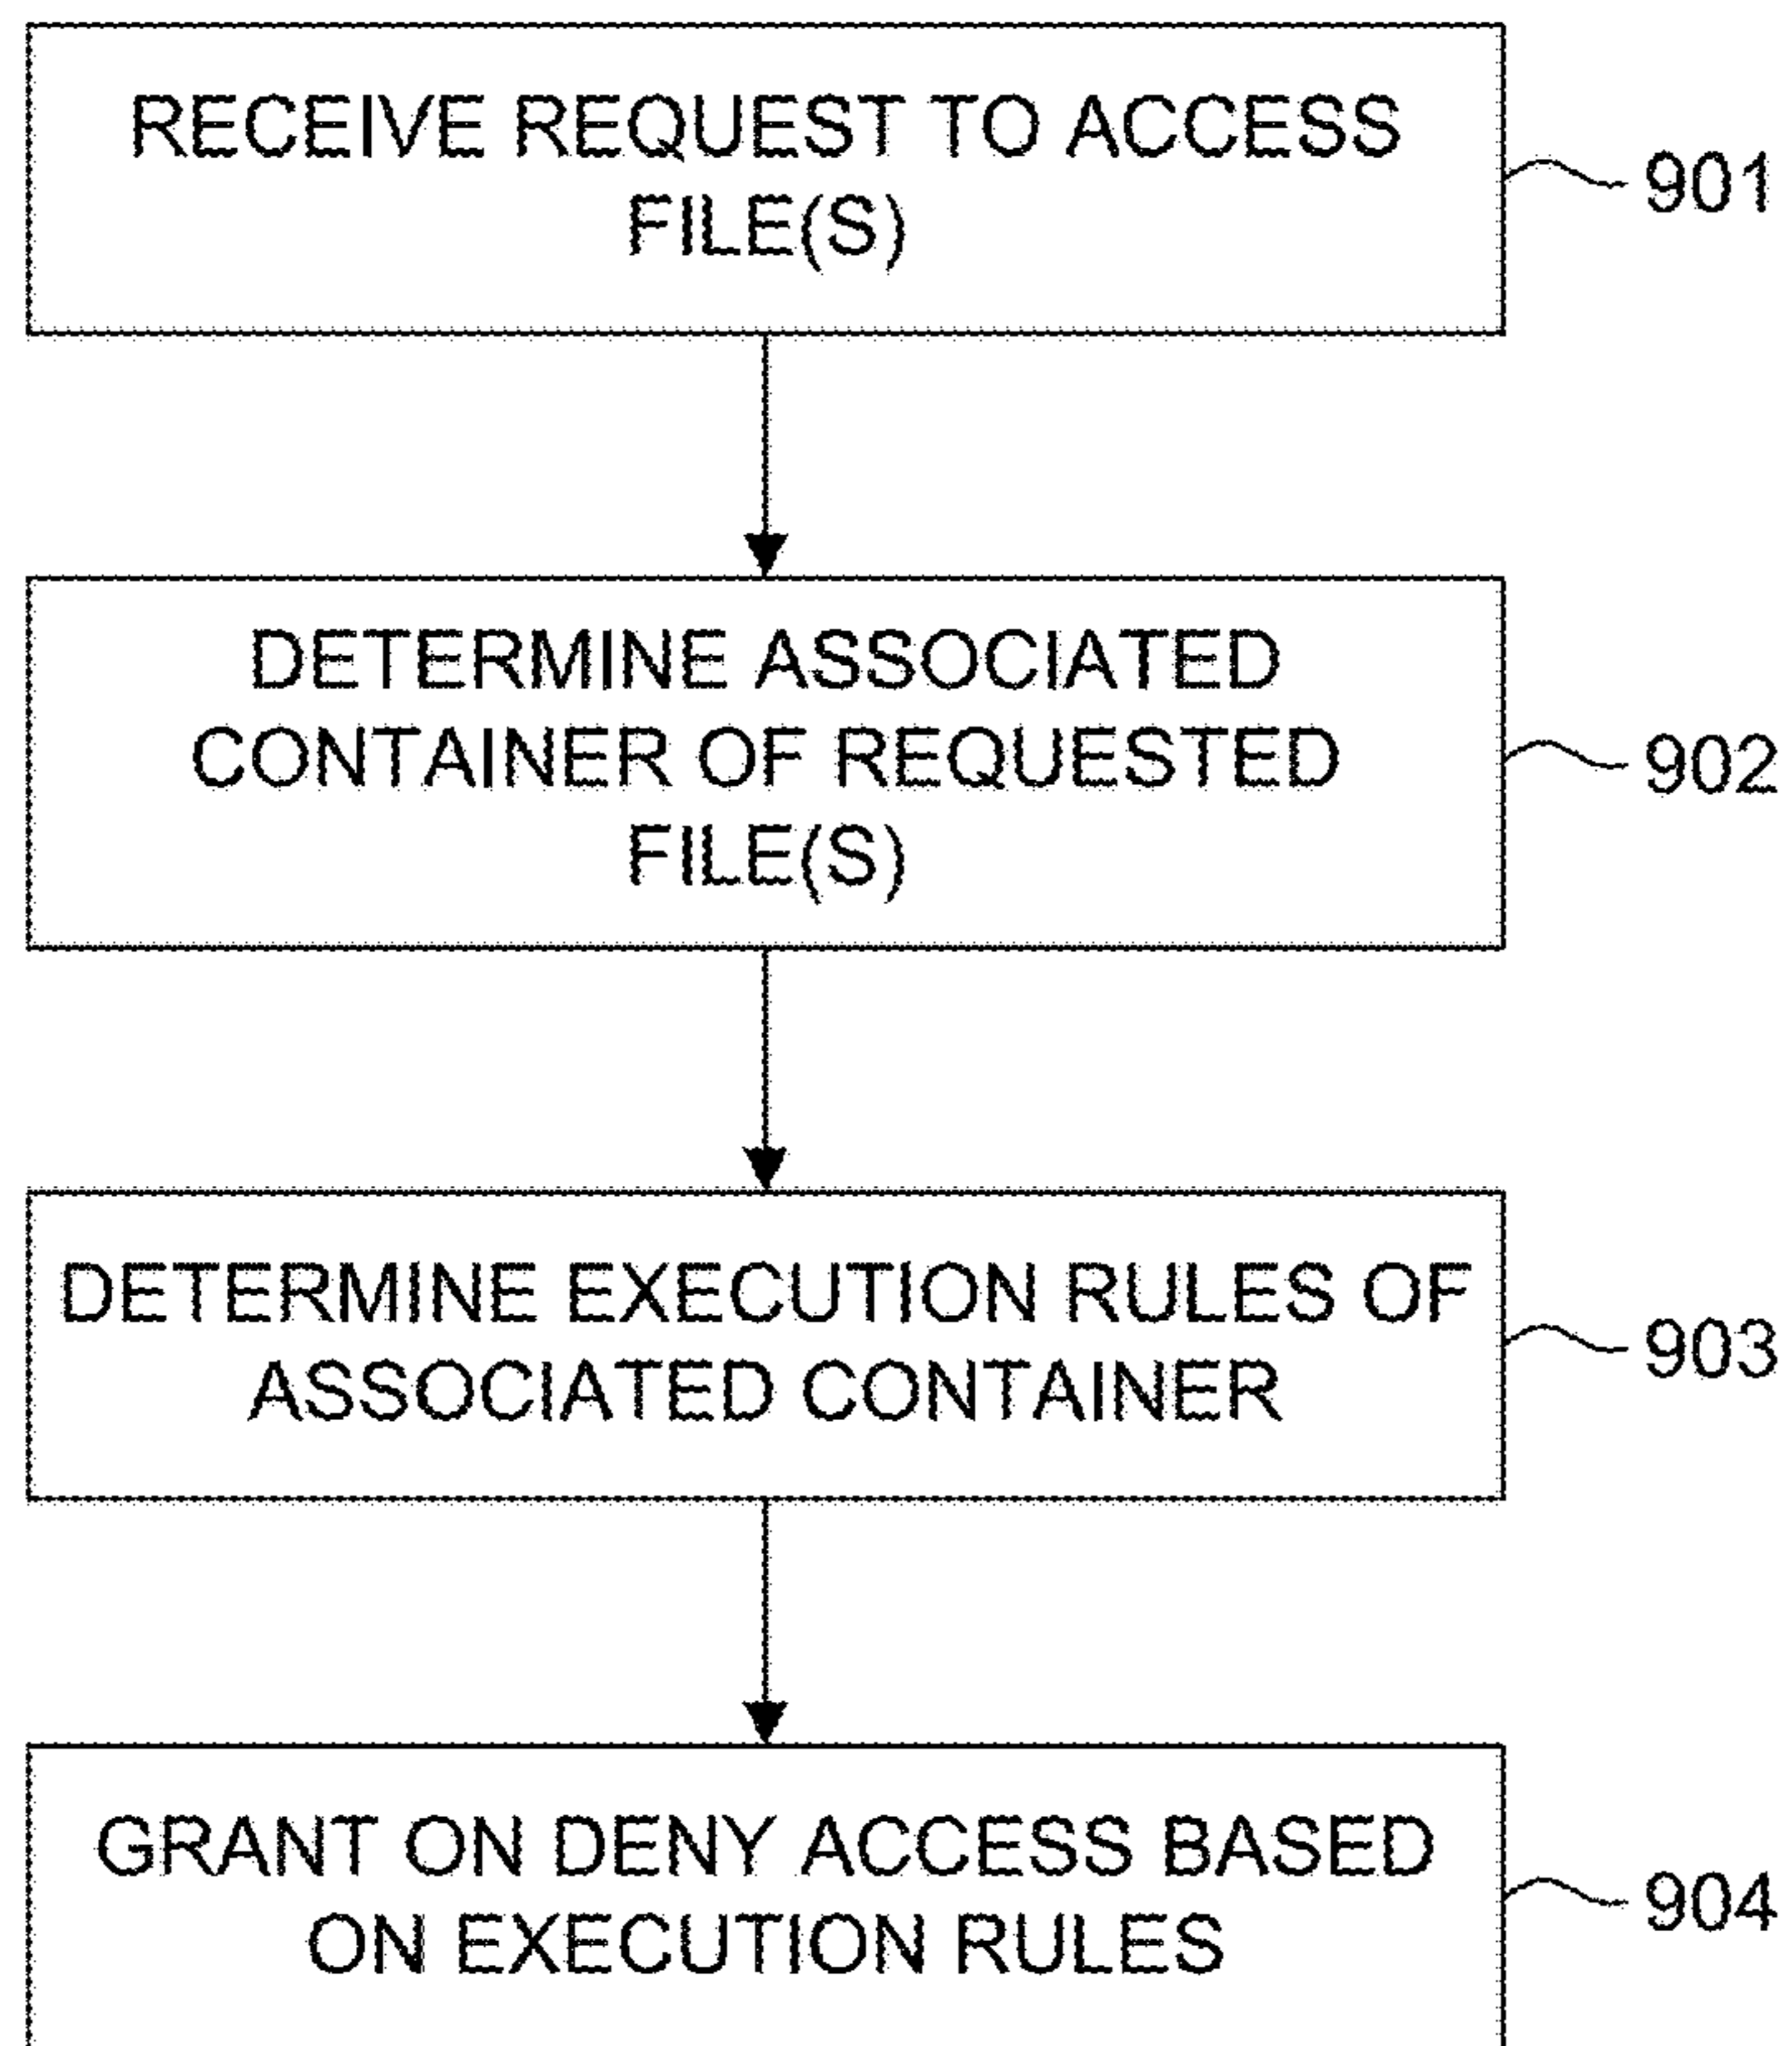 RECEIVE REQUEST TO ACCESS
FILE(S)
901
DETERMINE ASSOCIATED
CONTAINER OF REQUESTED
FILE(S)
902
DETERMINE EXECUTION RULES OF
ASSOCIATED CONTAINER
903
GRANT ON DENY ACCESS BASED
ON EXECUTION RULES
904